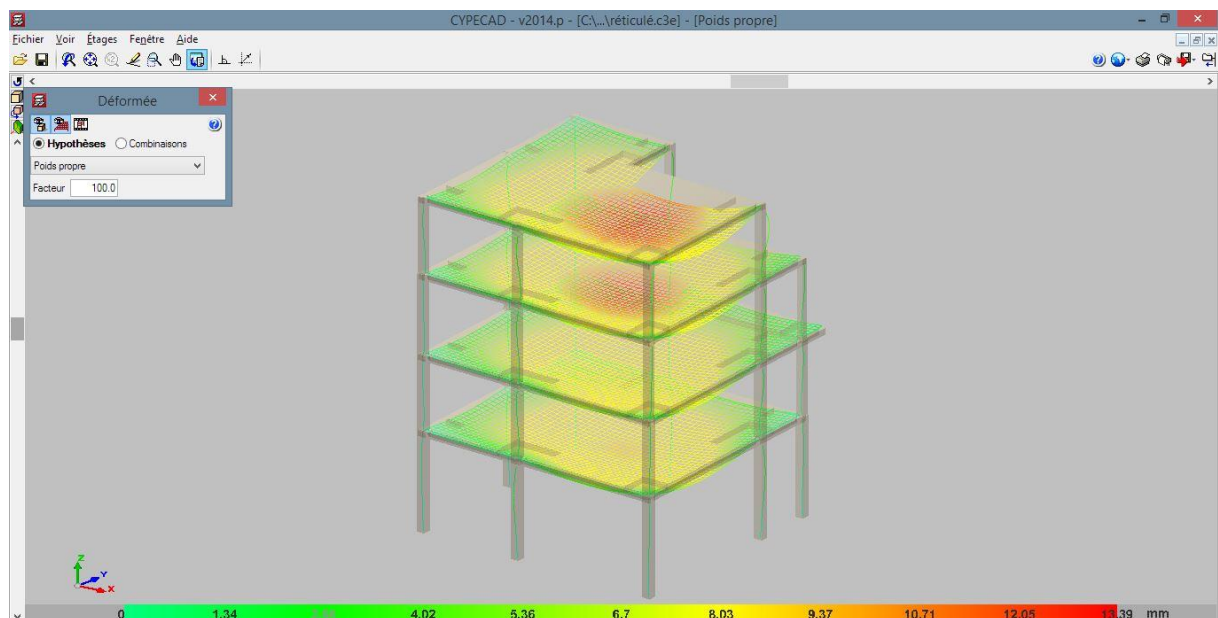 CYPECAD - v2014.p - [C:\...\réticulé.c3e] - [Poids propre]
Fichier Voir Étages Fenêtre Aide
Déformée
Hypothèses Combinaisons
Poids propre
Facteur 100.0
Z
Y
X
0 1.34 4.02 5.36 6.7 8.03 9.37 10.71 12.05 13.39 mm